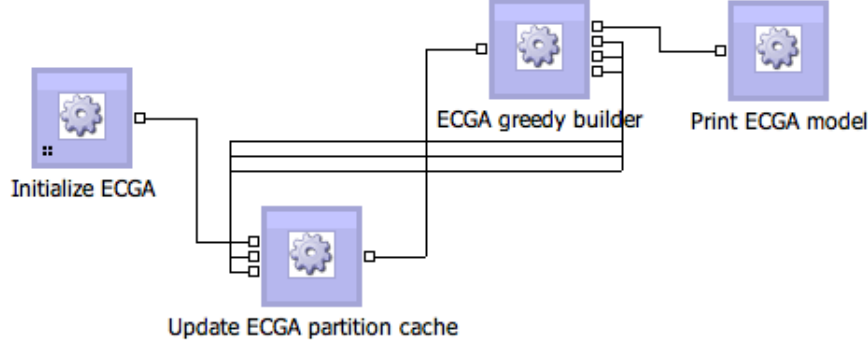 ECGA greedy builder
Print ECGA model
Initialize ECGA
Update ECGA partition cache